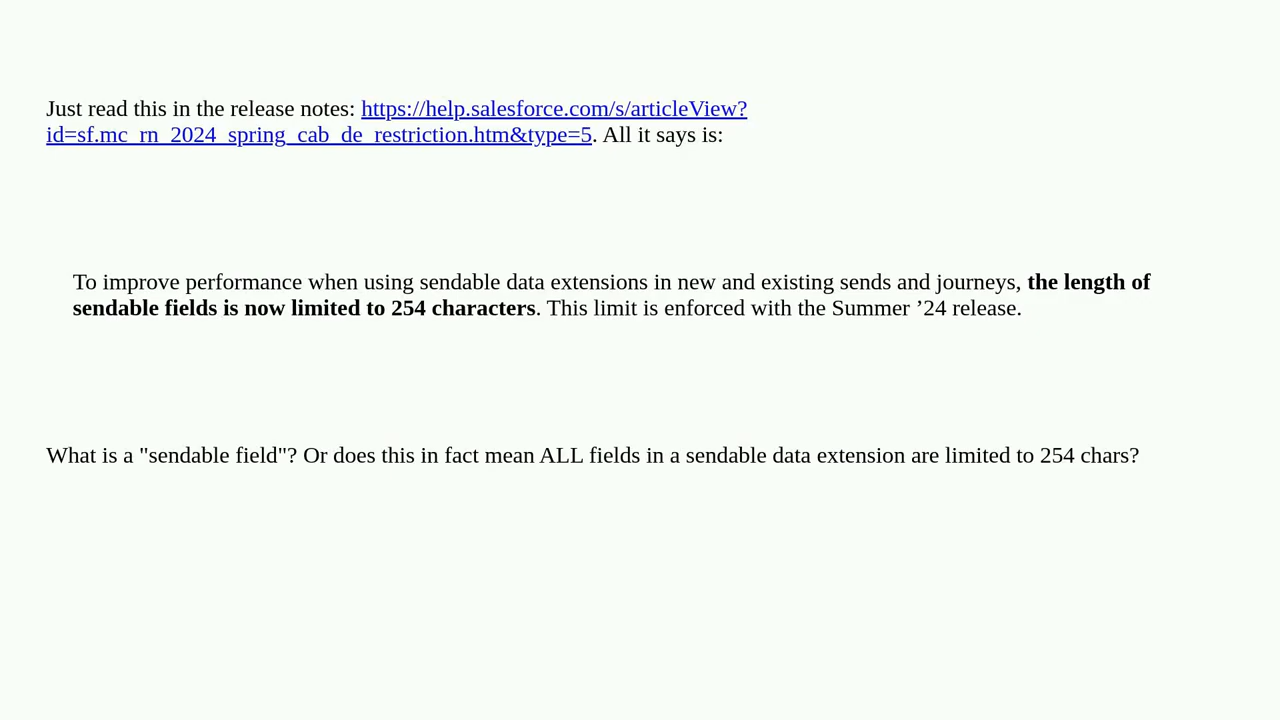 Just read this in the release notes: https://help.salesforce.com/s/articleView?
id=sf.mc_rn_2024_spring_cab_de_restriction.htm&type=5. All it says is:
To improve performance when using sendable data extensions in new and existing sends and journeys, the length of
sendable fields is now limited to 254 characters. This limit is enforced with the Summer ’24 release.
What is a "sendable field"? Or does this in fact mean ALL fields in a sendable data extension are limited to 254 chars?